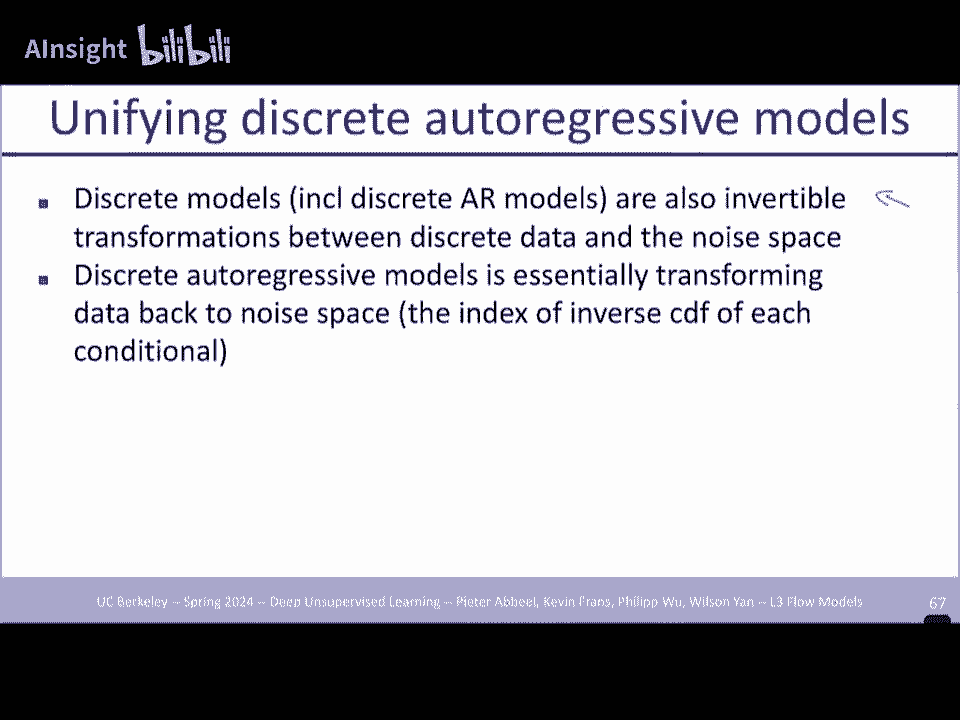 AInsight bilibili
Unifying discrete autoregressive models
Discrete models (incl discrete AR models) are also invertible
transformations between discrete data and the noise space
Discrete autoregressive models is essentially transforming
data back to noise space (the index of inverse cdf of each
conditional)
UC Berkeley -- Spring 2024 -- Deep Unsupervised Learning -- Pieter Abbeel, Kevin Frans, Philipp Wu, Wilson Yan -- L3 Flow Models
67